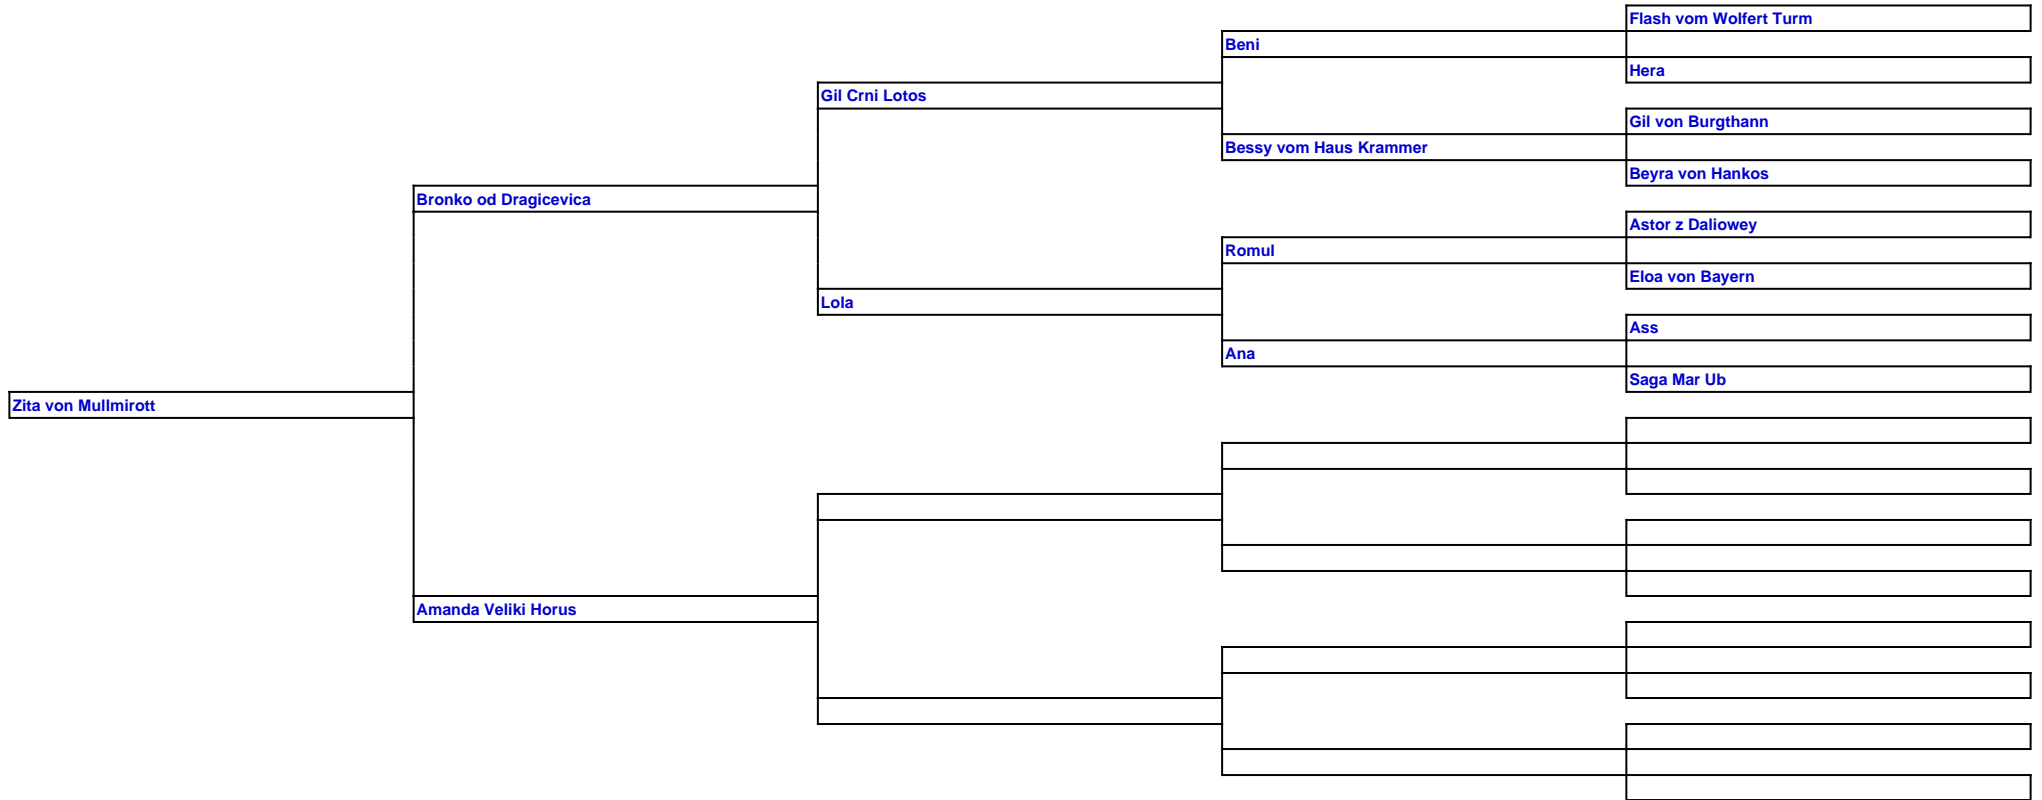 Flash vom Wolfert Turm
Beni
Hera
Gil Crni Lotos
Gil von Burgthann
Bessy vom Haus Krammer
Beyra von Hankos
Bronko od Dragicevica
Astor z Daliowey
Romul
Eloa von Bayern
Lola
Ass
Ana
Saga Mar Ub
Zita von Mullmirott
Amanda Veliki Horus